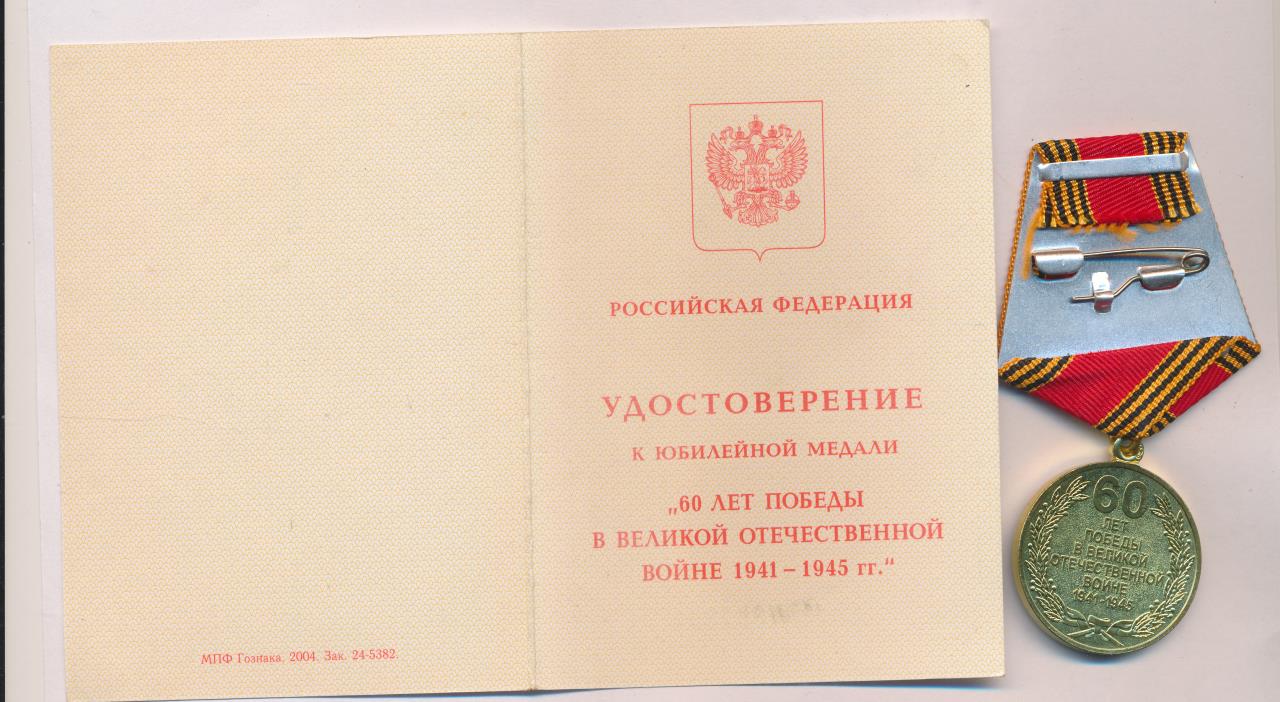 МПФ Гознака. 2004. Зак. 24-5382.
РОССИЙСКАЯ ФЕДЕРАЦИЯ
УДОСТОВЕРЕНИЕ
К ЮБИЛЕЙНОЙ МЕДАЛИ
„60 ЛЕТ ПОБЕДЫ
В ВЕЛИКОЙ ОТЕЧЕСТВЕННОЙ
ВОЙНЕ 1941 – 1945 гг.“
60
ЛЕТ
ПОБЕДЫ
В ВЕЛИКОЙ
ОТЕЧЕСТВЕННОЙ
ВОЙНЕ
1941-1945